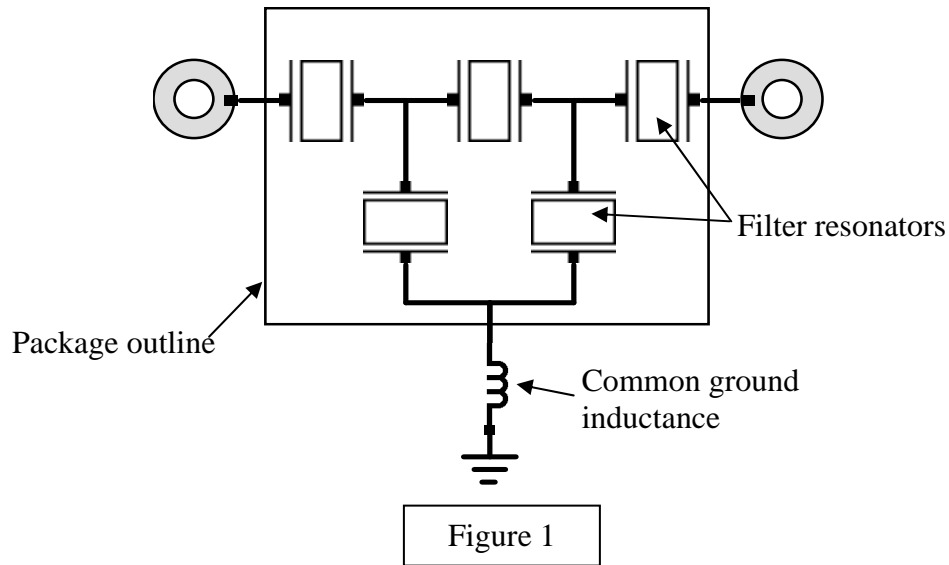 Filter resonators
Package outline
Common ground
inductance
Figure 1